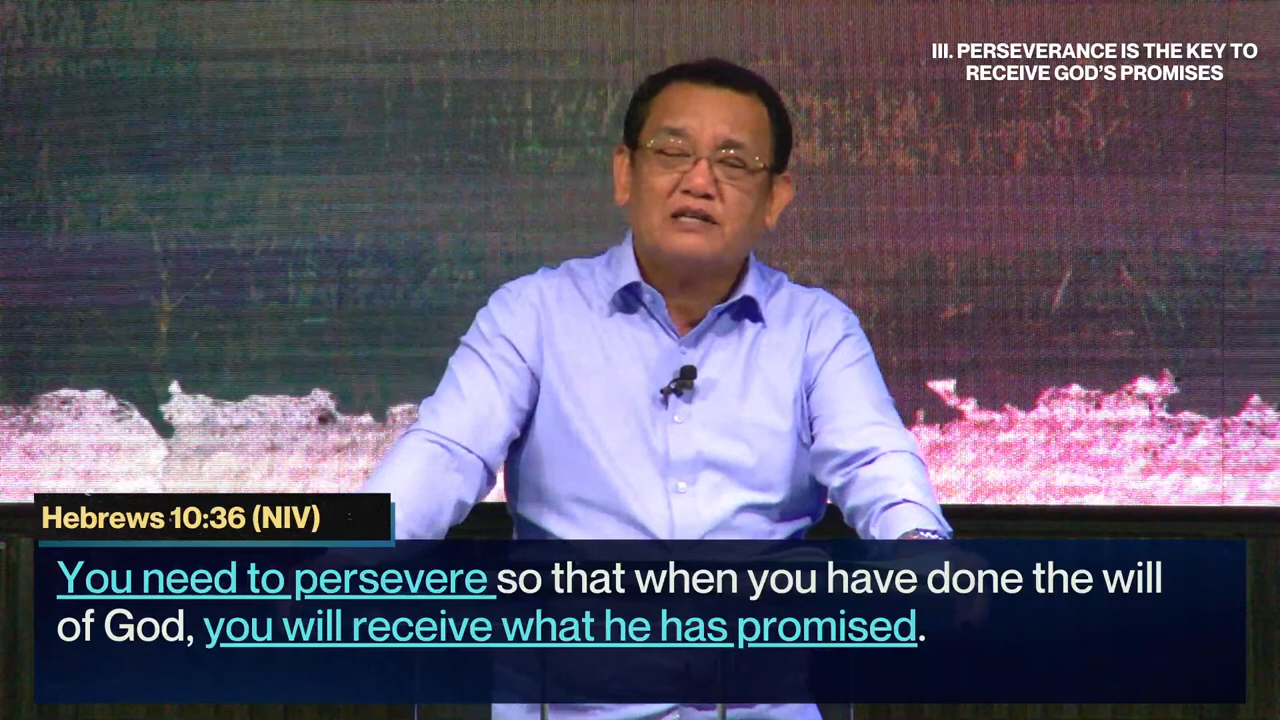 III. PERSEVERANCE IS THE KEY TO
RECEIVE GOD'S PROMISES
Hebrews 10:36 (NIV)
You need to persevere so that when you have done the will
of God, you will receive what he has promised.